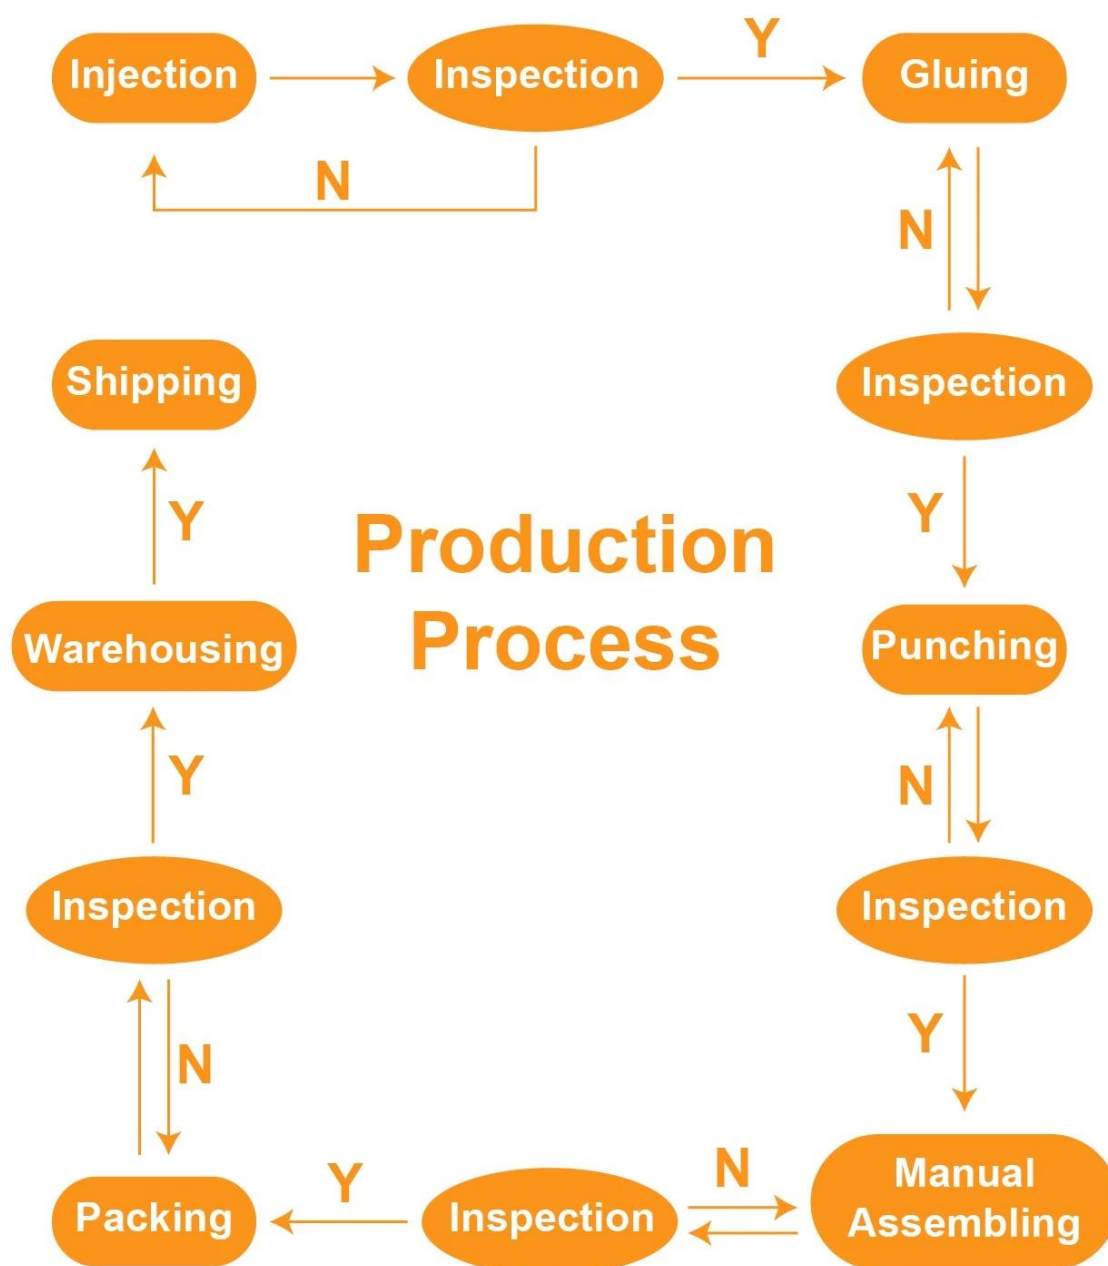 Injection
Inspection
Y
Gluing
N
N
Inspection
Shipping
Y
Y
Production
Process
Punching
Warehousing
Y
N
Inspection
Inspection
Y
N
Manual
Assembling
N
Y
Inspection
Packing